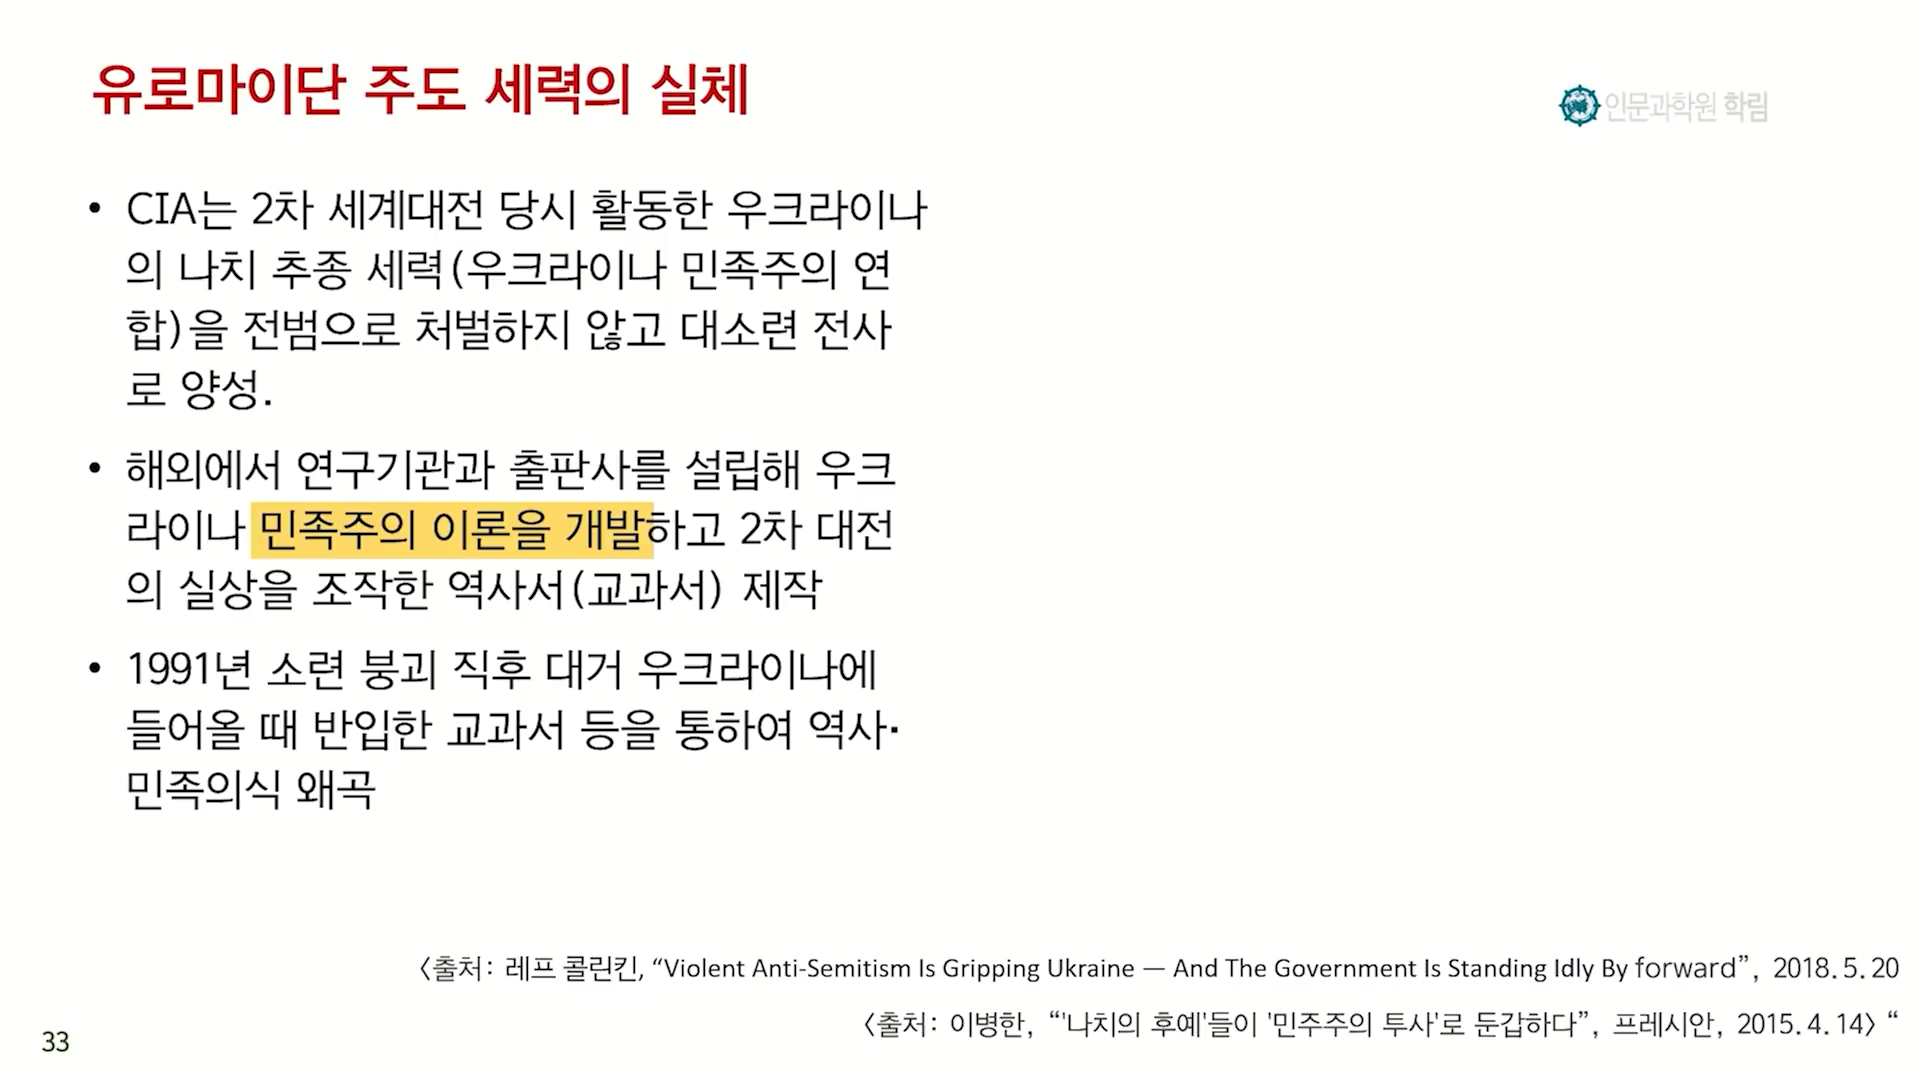 유로마이단 주도 세력의 실체
인문과학원 학림
• CIA는 2차 세계대전 당시 활동한 우크라이나
의 나치 추종 세력(우크라이나 민족주의 연
합)을 전범으로 처벌하지 않고 대소련 전사
로 양성.
• 해외에서 연구기관과 출판사를 설립해 우크
라이나 민족주의 이론을 개발하고 2차 대전
의 실상을 조작한 역사서(교과서) 제작
• 1991년 소련 붕괴 직후 대거 우크라이나에
들어올 때 반입한 교과서 등을 통하여 역사·
민족의식 왜곡
<출처: 레프 콜린킨, “Violent Anti-Semitism Is Gripping Ukraine — And The Government Is Standing Idly By forward”, 2018.5.20
<출처: 이병한, “'나치의 후예'들이 '민주주의 투사'로 둔갑하다”, 프레시안, 2015.4.14> “
33